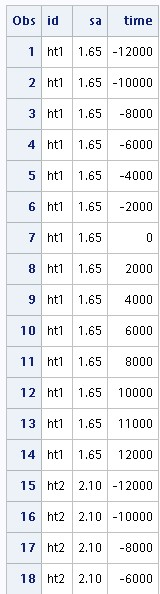 Obs id sa time
1 ht1 1.65 -12000
2 ht1 1.65 -10000
3 ht1 1.65 -8000
4 ht1 1.65 -6000
5 ht1 1.65 -4000
6 ht1 1.65 -2000
7 ht1 1.65 0
8 ht1 1.65 2000
9 ht1 1.65 4000
10 ht1 1.65 6000
11 ht1 1.65 8000
12 ht1 1.65 10000
13 ht1 1.65 11000
14 ht1 1.65 12000
15 ht2 2.10 -12000
16 ht2 2.10 -10000
17 ht2 2.10 -8000
18 ht2 2.10 -6000